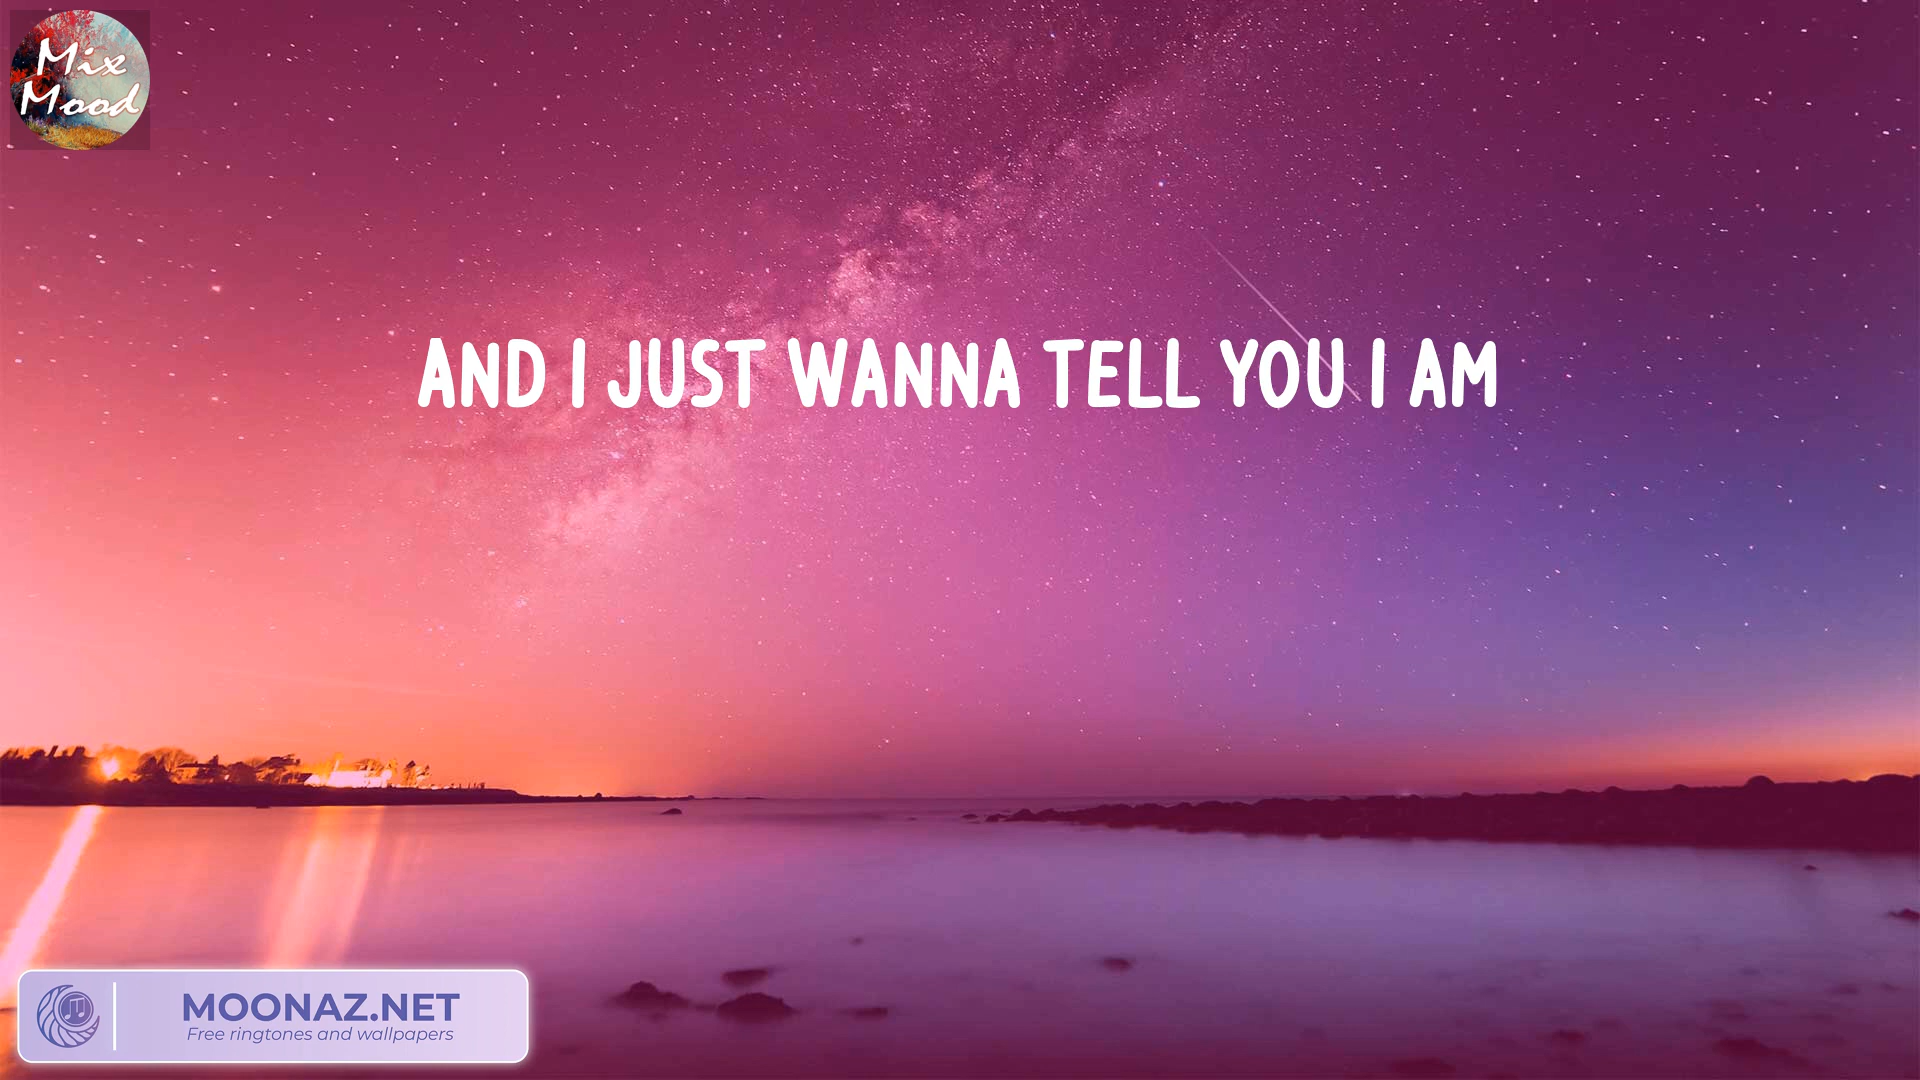 Mix
Mood
AND I JUST WANNA TELL YOU I AM
MOONAZ.NET
Free ringtones and wallpapers